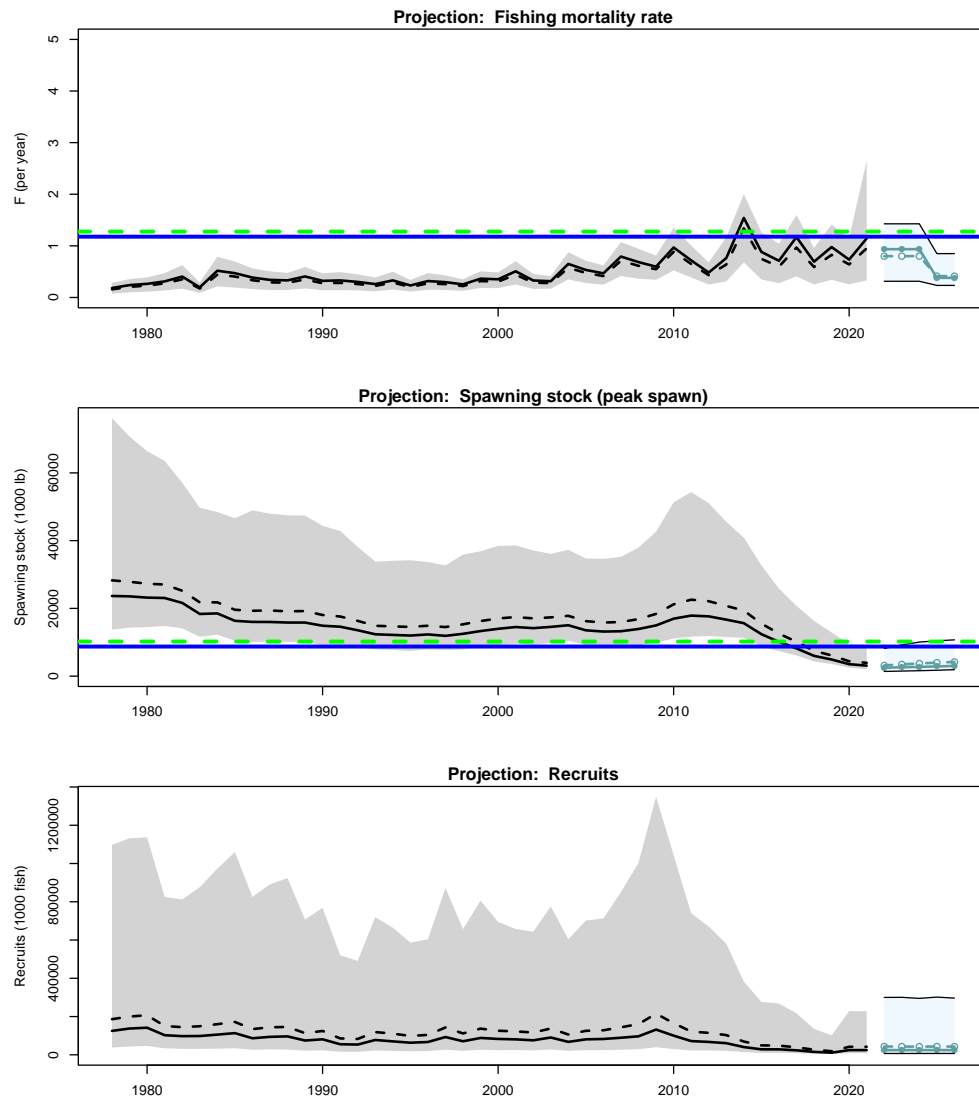 Projection: Fishing mortality rate
F (per year)
5
4
3
2
1
0
1980 1990 2000 2010 2020
Projection: Spawning stock (peak spawn)
Spawning stock (1000 lb)
60000
40000
20000
0
1980 1990 2000 2010 2020
Projection: Recruits
Recruits (1000 fish)
1200000
800000
400000
0
1980 1990 2000 2010 2020